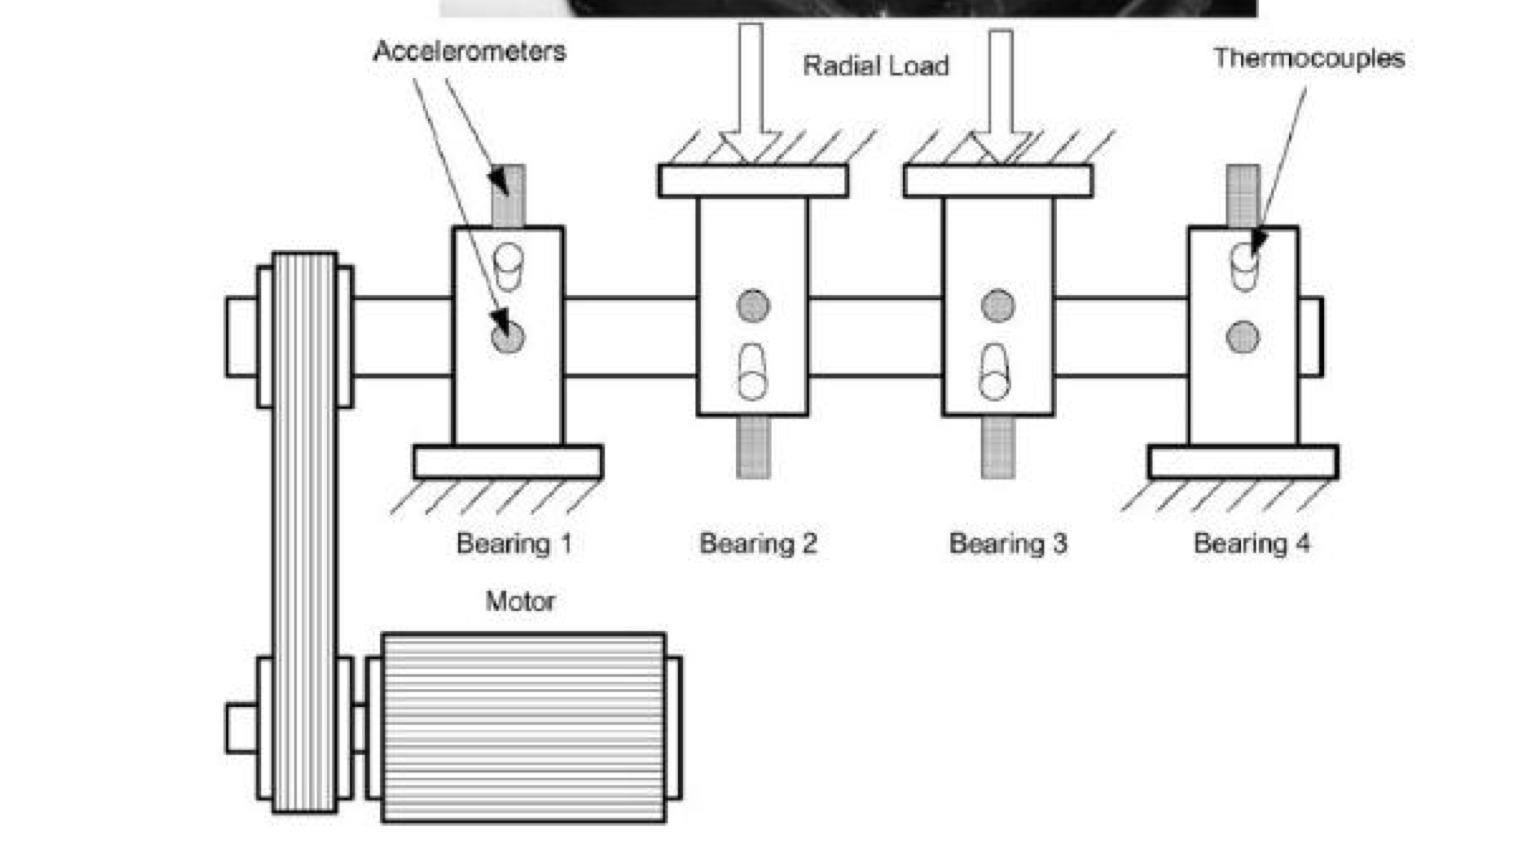 Accelerometers
Radial Load
Thermocouples
Bearing 1
Bearing 2
Bearing 3
Bearing 4
Motor